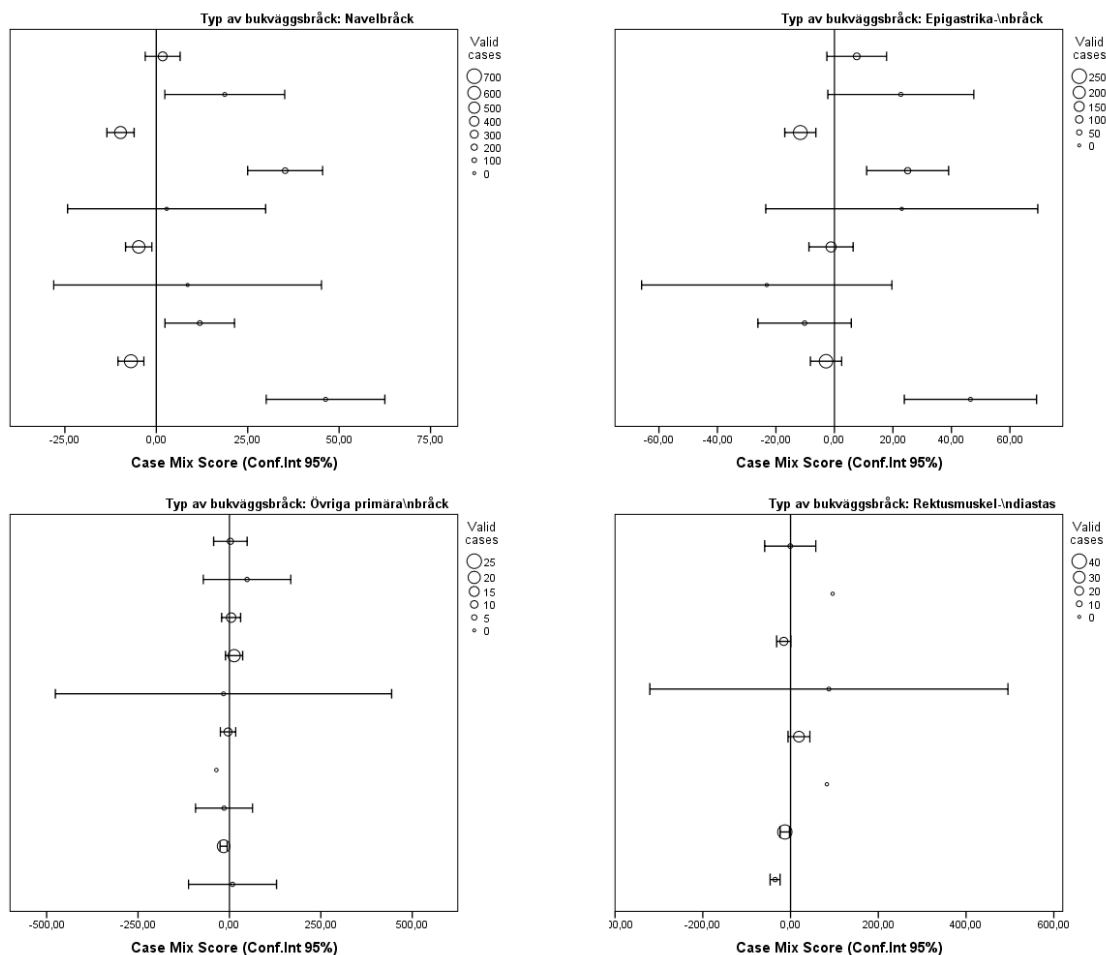 Typ av bukväggsbråck: Navelbråck
Valid
cases
700
600
500
400
300
200
100
0
-25,00 0,00 25,00 50,00 75,00
Case Mix Score (Conf.Int 95%)
Typ av bukväggsbråck: Epigastrika-\nbråck
Valid
cases
250
200
150
100
50
0
-60,00 -40,00 -20,00 ,00 20,00 40,00 60,00
Case Mix Score (Conf.Int 95%)
Typ av bukväggsbråck: Övriga primära\nbråck
Valid
cases
25
20
15
10
5
0
-500,00 -250,00 0,00 250,00 500,00
Case Mix Score (Conf.Int 95%)
Typ av bukväggsbråck: Rektusmuskel-\ndiastas
Valid
cases
40
30
20
10
0
00,00 -200,00 ,00 200,00 400,00 600,00
Case Mix Score (Conf.Int 95%)